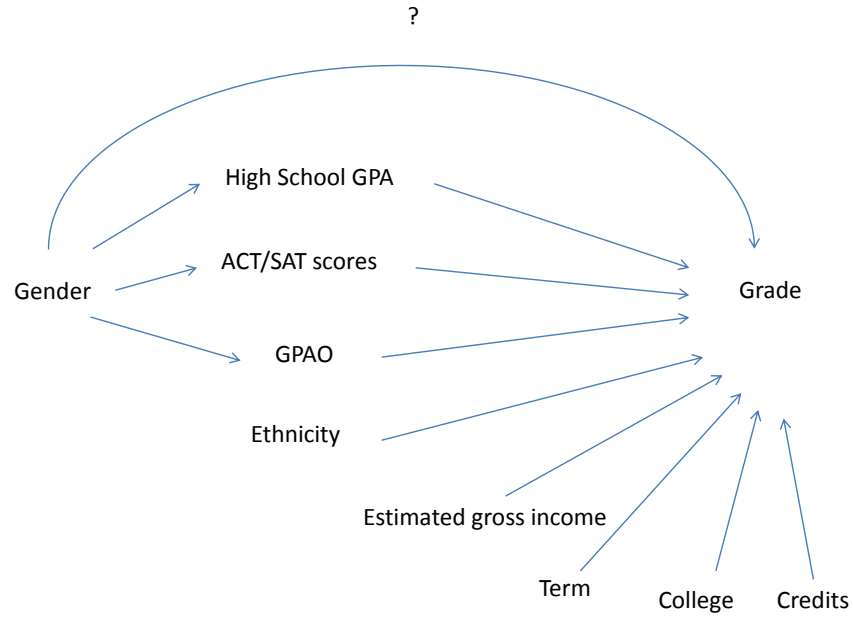 ?
High School GPA
ACT/SAT scores
Gender
Grade
GPAO
Ethnicity
Estimated gross income
Term
College
Credits